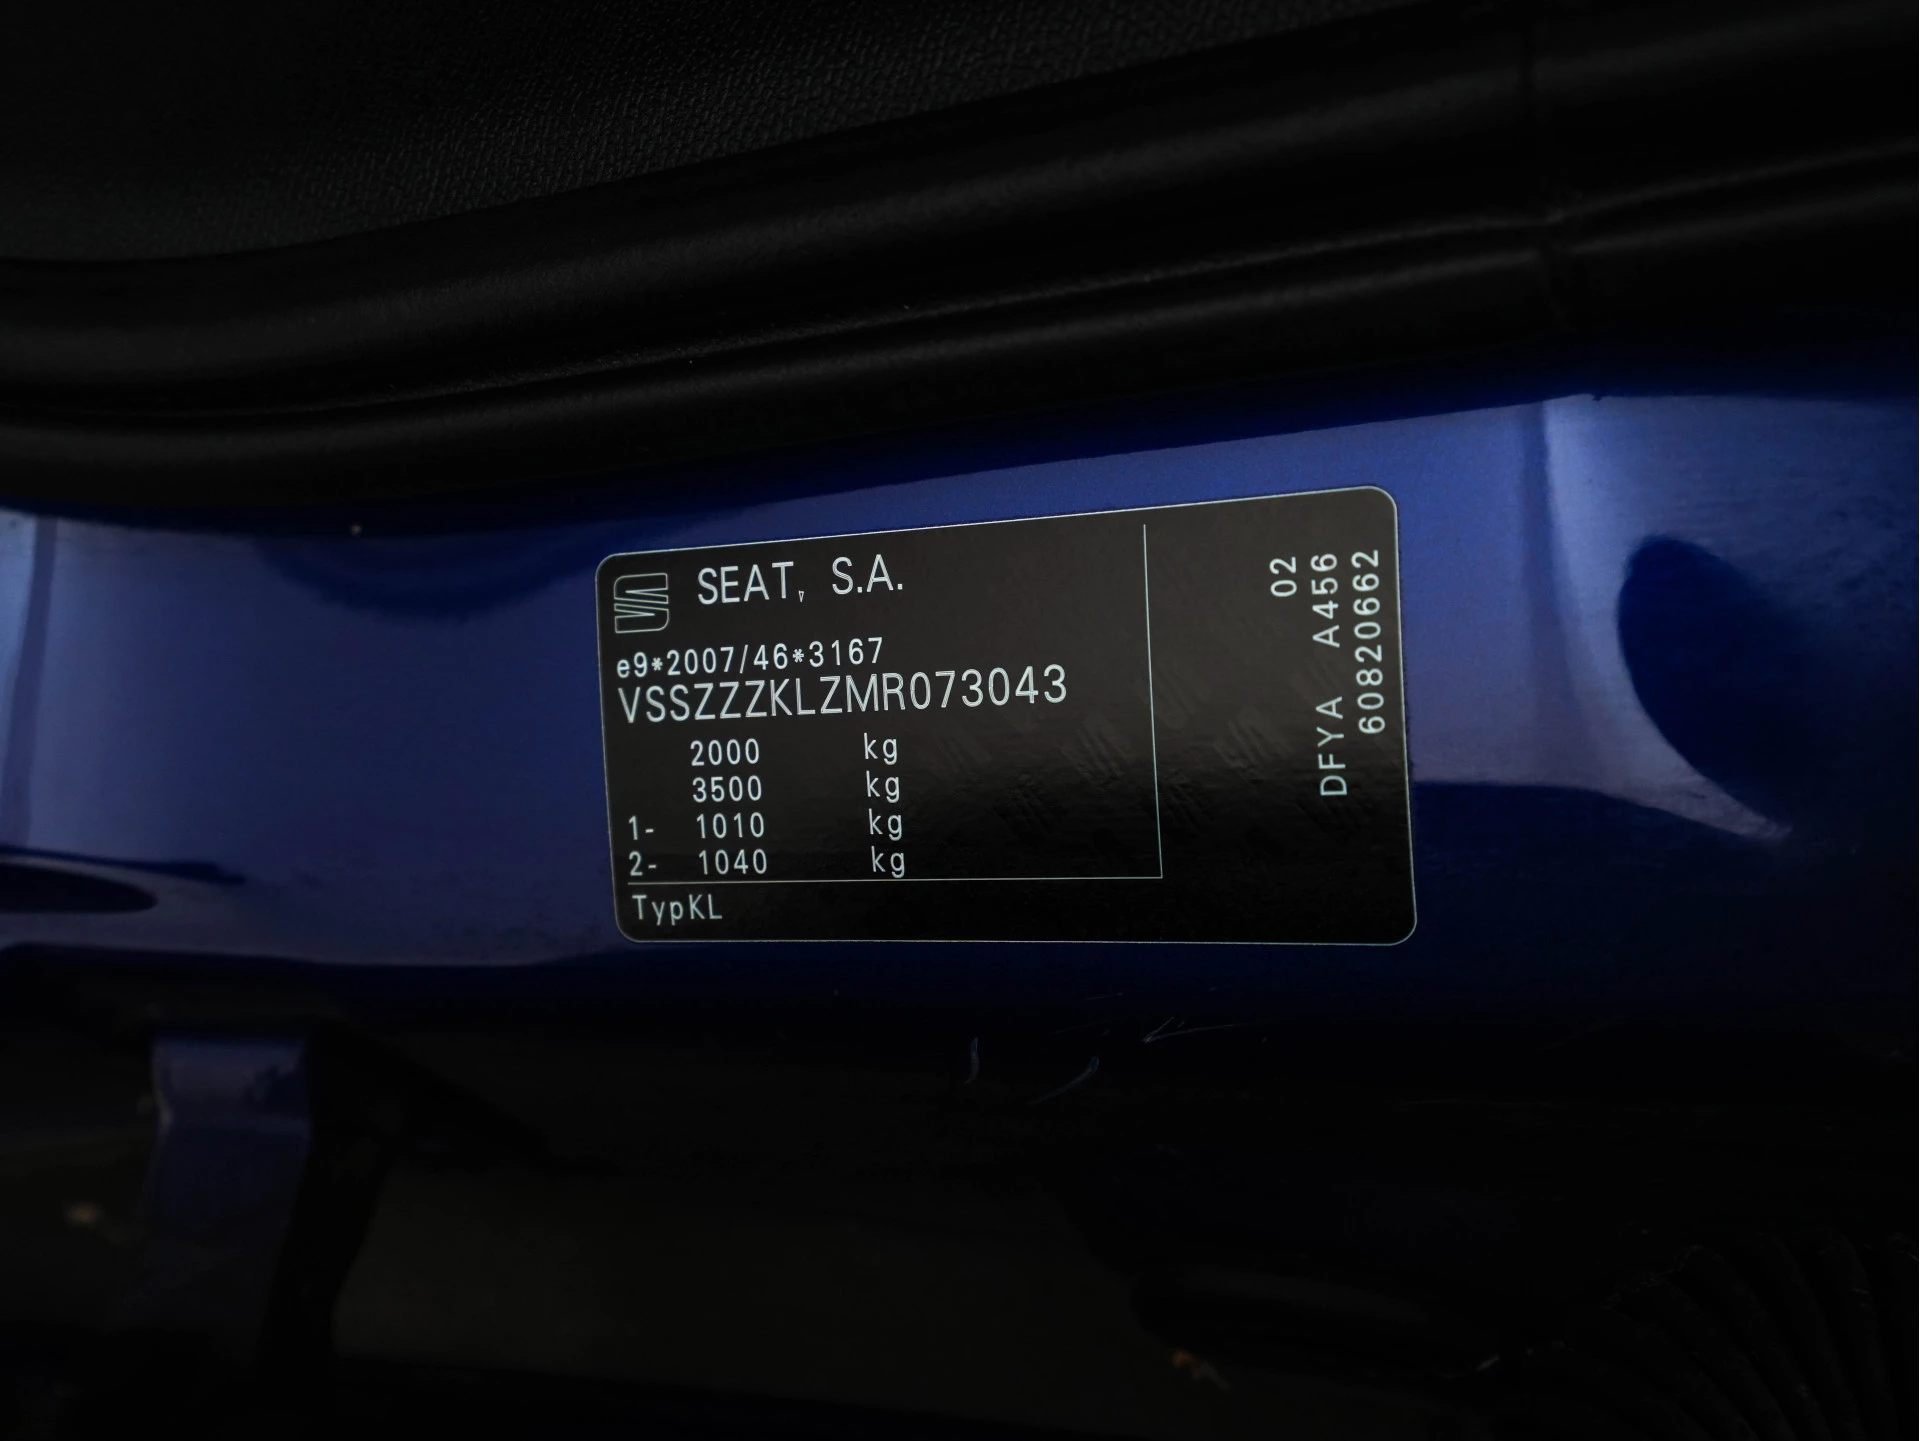 SEAT, S.A.
e9*2007/46*3167
VSSZZZKLZMR073043
2000 kg
3500 kg
1- 1010 kg
2- 1040 kg
TypKL
02
DFYA A456
60820662